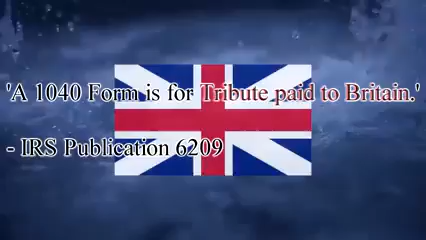 'A 1040 Form is for Tribute paid to Britain.'
- IRS Publication 6209